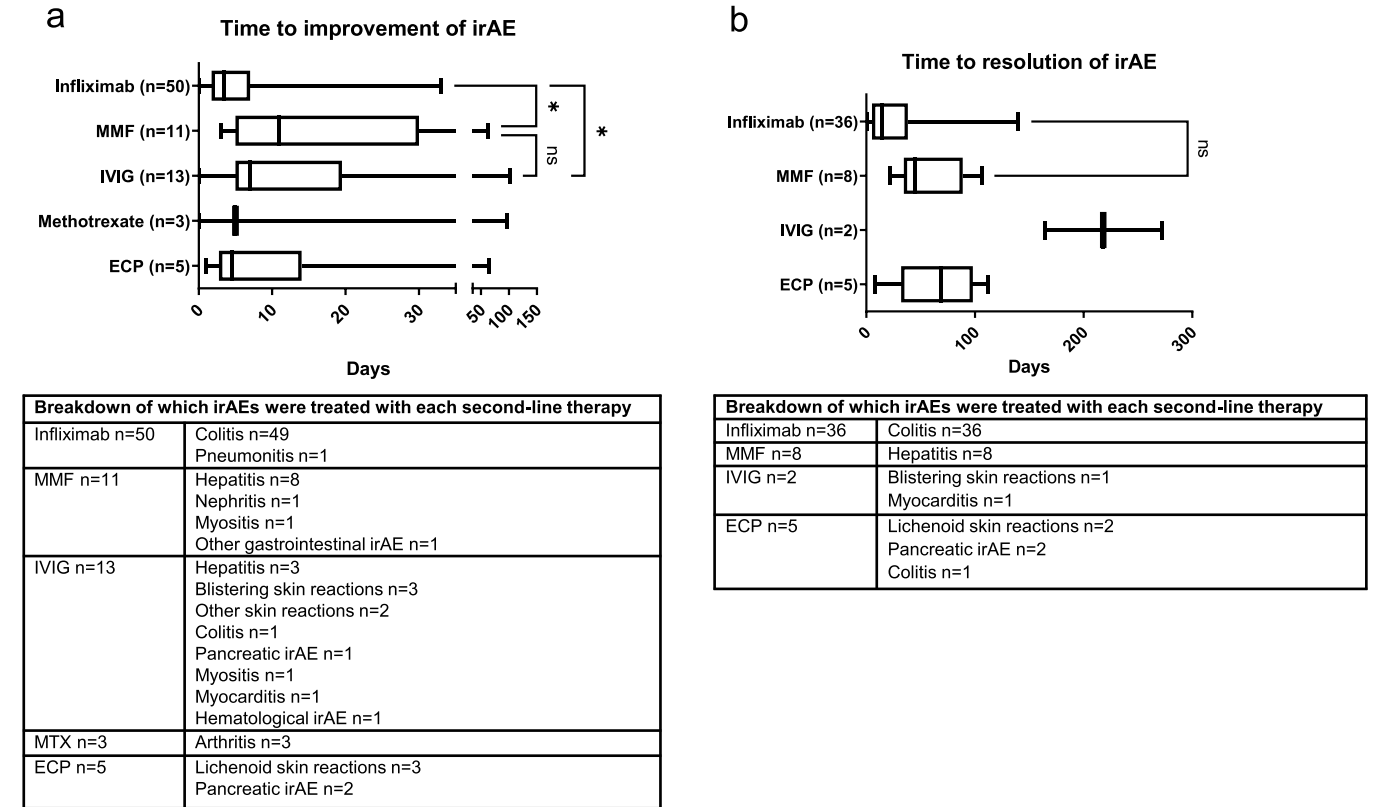 a
Time to improvement of irAE
Infliximab (n=50)
MMF (n=11)
IVIG (n=13)
Methotrexate (n=3)
ECP (n=5)
*
ns
*
0
10
20
30
50
100
150
Days
Breakdown of which irAEs were treated with each second-line therapy
Infliximab n=50
Colitis n=49
Pneumonitis n=1
MMF n=11
Hepatitis n=8
Nephritis n=1
Myositis n=1
Other gastrointestinal irAE n=1
IVIG n=13
Hepatitis n=3
Blistering skin reactions n=3
Other skin reactions n=2
Colitis n=1
Pancreatic irAE n=1
Myositis n=1
Myocarditis n=1
Hematological irAE n=1
MTX n=3
Arthritis n=3
ECP n=5
Lichenoid skin reactions n=3
Pancreatic irAE n=2
b
Time to resolution of irAE
Infliximab (n=36)
MMF (n=8)
IVIG (n=2)
ECP (n=5)
ns
0
100
200
300
Days
Breakdown of which irAEs were treated with each second-line therapy
Infliximab n=36
Colitis n=36
MMF n=8
Hepatitis n=8
IVIG n=2
Blistering skin reactions n=1
Myocarditis n=1
ECP n=5
Lichenoid skin reactions n=2
Pancreatic irAE n=2
Colitis n=1